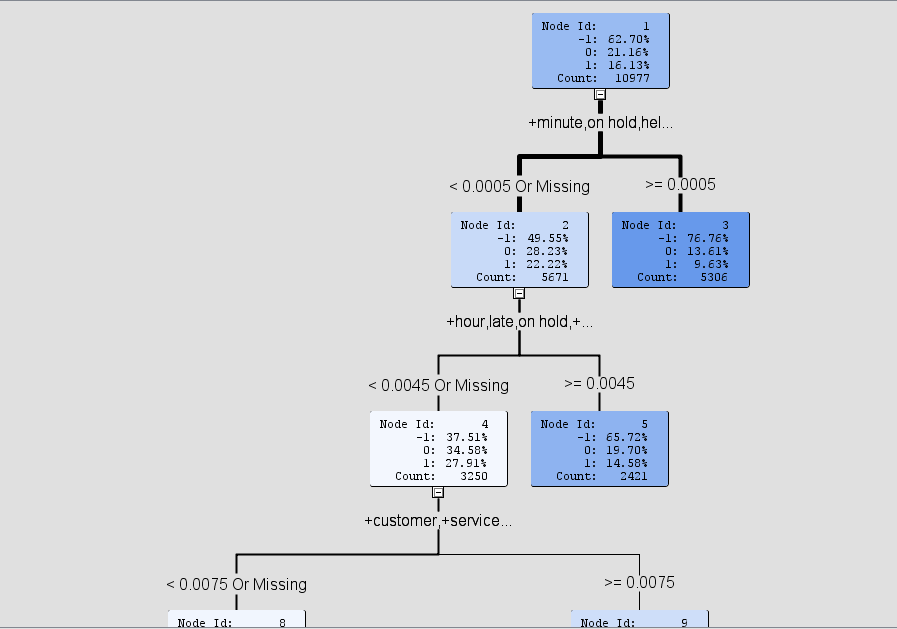 Node Id: 1
-1: 62.70%
0: 21.16%
1: 16.13%
Count: 10977
+minute,on hold,hel...
< 0.0005 Or Missing
>= 0.0005
Node Id: 2
-1: 49.55%
0: 28.23%
1: 22.22%
Count: 5671
Node Id: 3
-1: 76.76%
0: 13.61%
1: 9.63%
Count: 5306
+hour,late,on hold,+...
< 0.0045 Or Missing
>= 0.0045
Node Id: 4
-1: 37.51%
0: 34.58%
1: 27.91%
Count: 3250
Node Id: 5
-1: 65.72%
0: 19.70%
1: 14.58%
Count: 2421
+customer,+service...
< 0.0075 Or Missing
>= 0.0075
Node Id: 8
Node Id: 9